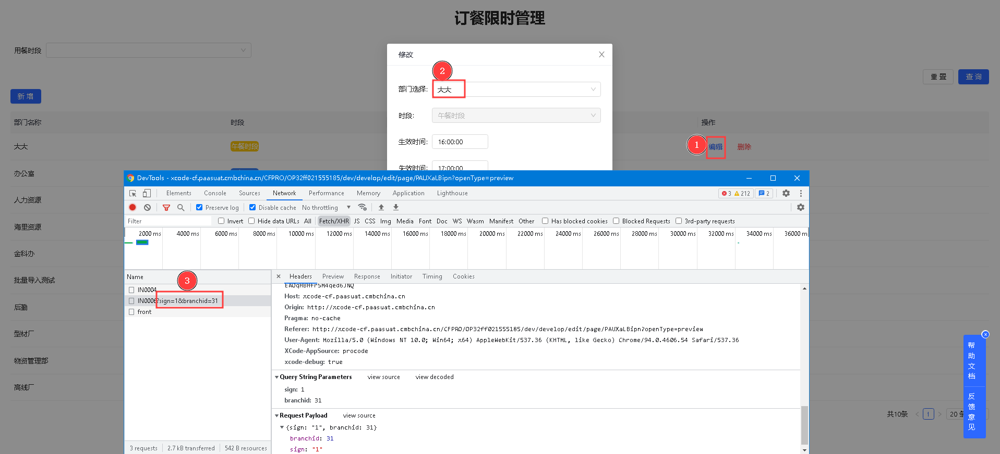 订餐限时管理
用餐时段
重 置
查 询
新 增
部门名称
时段
操作
大大
午餐时段
编辑
删除
办公室
人力资源
海里资源
金科办
批量导入测试
后勤
型材厂
物资管理部
高线厂
共10条
1
20 条
帮助文档
反馈意见
修改
部门选择:
大大
时段:
午餐时段
生效时间:
16:00:00
失效时间:
17:00:00
1
2
3
DevTools - xcode-cf.paasuat.cmbchina.cn/CFPRO/OP32ff021555185/dev/develop/edit/page/PAUXaLBipn?openType=preview
Elements Console Sources Network Performance Memory Application Lighthouse
3 212 2
Preserve log Disable cache No throttling
Filter Invert Hide data URLs All Fetch/XHR JS CSS Img Media Font Doc WS Wasm Manifest Other Has blocked cookies Blocked Requests 3rd-party requests
2000 ms 4000 ms 6000 ms 8000 ms 10000 ms 12000 ms 14000 ms 16000 ms 18000 ms 20000 ms 22000 ms 24000 ms 26000 ms 28000 ms 30000 ms 32000 ms 34000 ms 36000 m
Name
IN0004
IN0006?sign=1&branchid=31
front
3 requests 2.7 kB transferred 542 B resources
Headers Preview Response Initiator Timing Cookies
EAOqHBHfr5M4qed6JNQ
Host: xcode-cf.paasuat.cmbchina.cn
Origin: http://xcode-cf.paasuat.cmbchina.cn
Pragma: no-cache
Referer: http://xcode-cf.paasuat.cmbchina.cn/CFPRO/OP32ff021555185/dev/develop/edit/page/PAUXaLBipn?openType=preview
User-Agent: Mozilla/5.0 (Windows NT 10.0; Win64; x64) AppleWebKit/537.36 (KHTML, like Gecko) Chrome/94.0.4606.54 Safari/537.36
XCode-AppSource: procode
xcode-debug: true
Query String Parameters view source view decoded
sign: 1
branchid: 31
Request Payload view source
{sign: "1", branchid: 31}
branchid: 31
sign: "1"